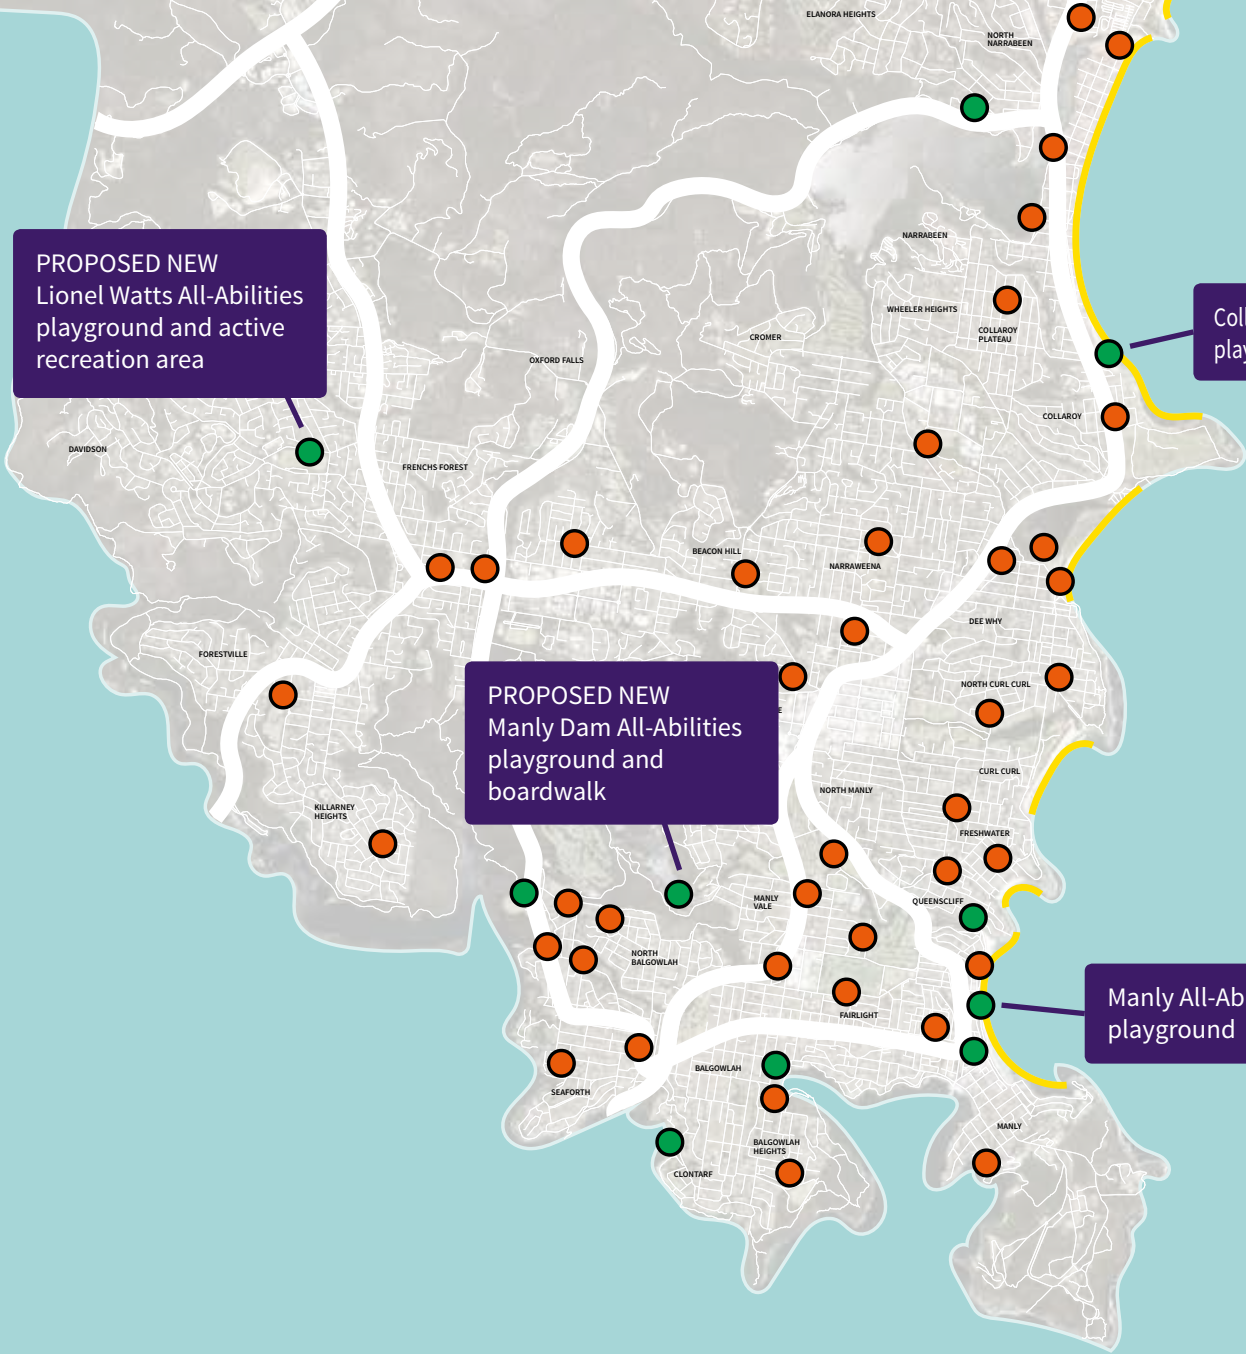 ELANORA HEIGHTS
NORTH
NARRABEEN
NARRABEEN
PROPOSED NEW
Lionel Watts All-Abilities
playground and active
recreation area
WHEELER HEIGHTS
COLLAROY
PLATEAU
CROMER
OXFORD FALLS
COLLAROY
DAVIDSON
FRENCHS FOREST
BEACON HILL
NARRAWEENA
DEE WHY
FORESTVILLE
PROPOSED NEW
Manly Dam All-Abilities
playground and
boardwalk
NORTH CURL CURL
CURL CURL
NORTH MANLY
KILLARNEY
HEIGHTS
FRESHWATER
MANLY
VALE
QUEENSCLIFF
NORTH
BALGOWLAH
Manly All-Ab
playground
FAIRLIGHT
BALGOWLAH
SEAFORTH
MANLY
BALGOWLAH
HEIGHTS
CLONTARF